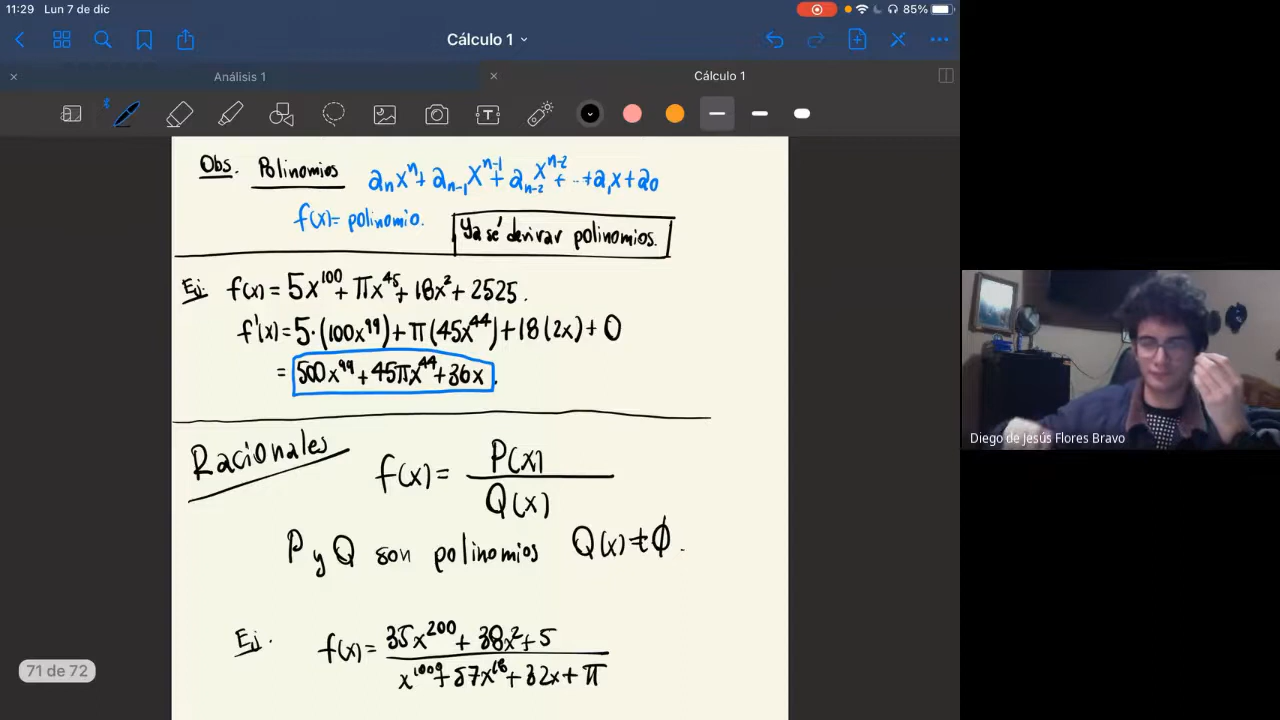 11:29 Lun 7 de dic
85%
Cálculo 1
Análisis 1
Cálculo 1
Obs. Polinomios aₙxⁿ + aₙ₋₁xⁿ⁻¹ + aₙ₋₂xⁿ⁻² + ... + a₁x + a₀
f(x) = polinomio.
Ya sé derivar polinomios.
Ej: f(x) = 5x¹⁰⁰ + πx⁴⁵ + 18x² + 2525.
f'(x) = 5·(100x⁹⁹) + π(45x⁴⁴) + 18(2x) + 0
= 500x⁹⁹ + 45πx⁴⁴ + 36x.
Racionales
f(x) = P(x)
Q(x)
P y Q son polinomios Q(x) ≠ 0.
Ej. f(x) = 35x²⁰⁰ + 38x² + 5
x¹⁰⁰⁹ + 57x¹⁸ + 32x + π
71 de 72
Diego de Jesús Flores Bravo